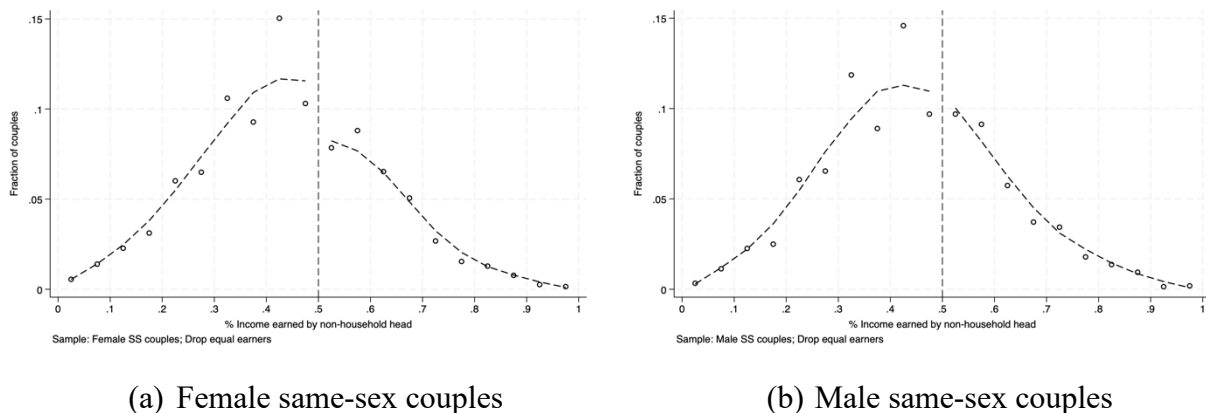 .15
.1
.05
0
Fraction of couples
0 .1 .2 .3 .4 .5 .6 .7 .8 .9 1
% Income earned by non-household head
Sample: Female SS couples; Drop equal earners
(a) Female same-sex couples
.15
.1
.05
0
Fraction of couples
0 .1 .2 .3 .4 .5 .6 .7 .8 .9 1
% Income earned by non-household head
Sample: Male SS couples; Drop equal earners
(b) Male same-sex couples